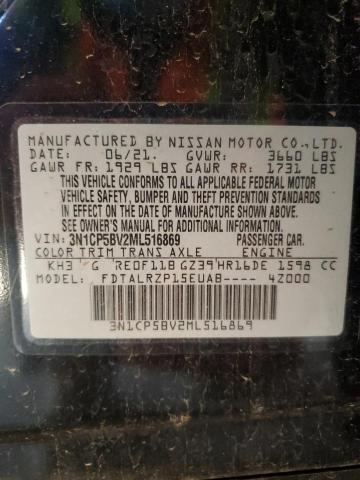 MANUFACTURED BY NISSAN MOTOR CO.,LTD.
DATE: 06/21. GVWR: 3660 LBS
GAWR FR: 1929 LBS GAWR RR: 1731 LBS
THIS VEHICLE CONFORMS TO ALL APPLICABLE FEDERAL MOTOR
VEHICLE SAFETY, BUMPER AND THEFT PREVENTION STANDARDS
IN EFFECT ON THE DATE OF MANUFACTURE SHOWN ABOVE.
SEE OWNER'S MANUAL FOR ADDITIONAL INFORMATION.
VIN: 3N1CP5BV2ML516869 PASSENGER CAR.
COLOR TRIM TRANS AXLE ENGINE
KH3 G RE0F11B GZ39 HR16DE 1598 CC
MODEL: FDTALRZP15EUAB---- 4Z000
3N1CP5BV2ML516869